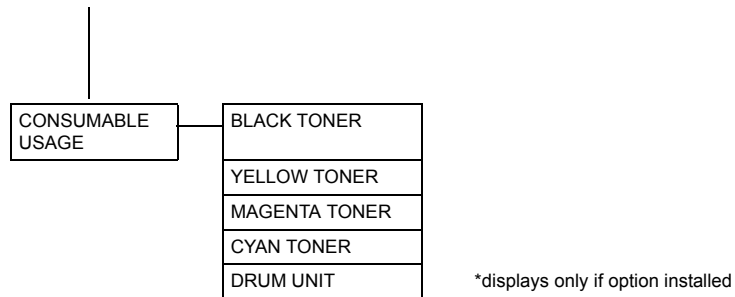 CONSUMABLE
USAGE
BLACK TONER
YELLOW TONER
MAGENTA TONER
CYAN TONER
DRUM UNIT
*displays only if option installed